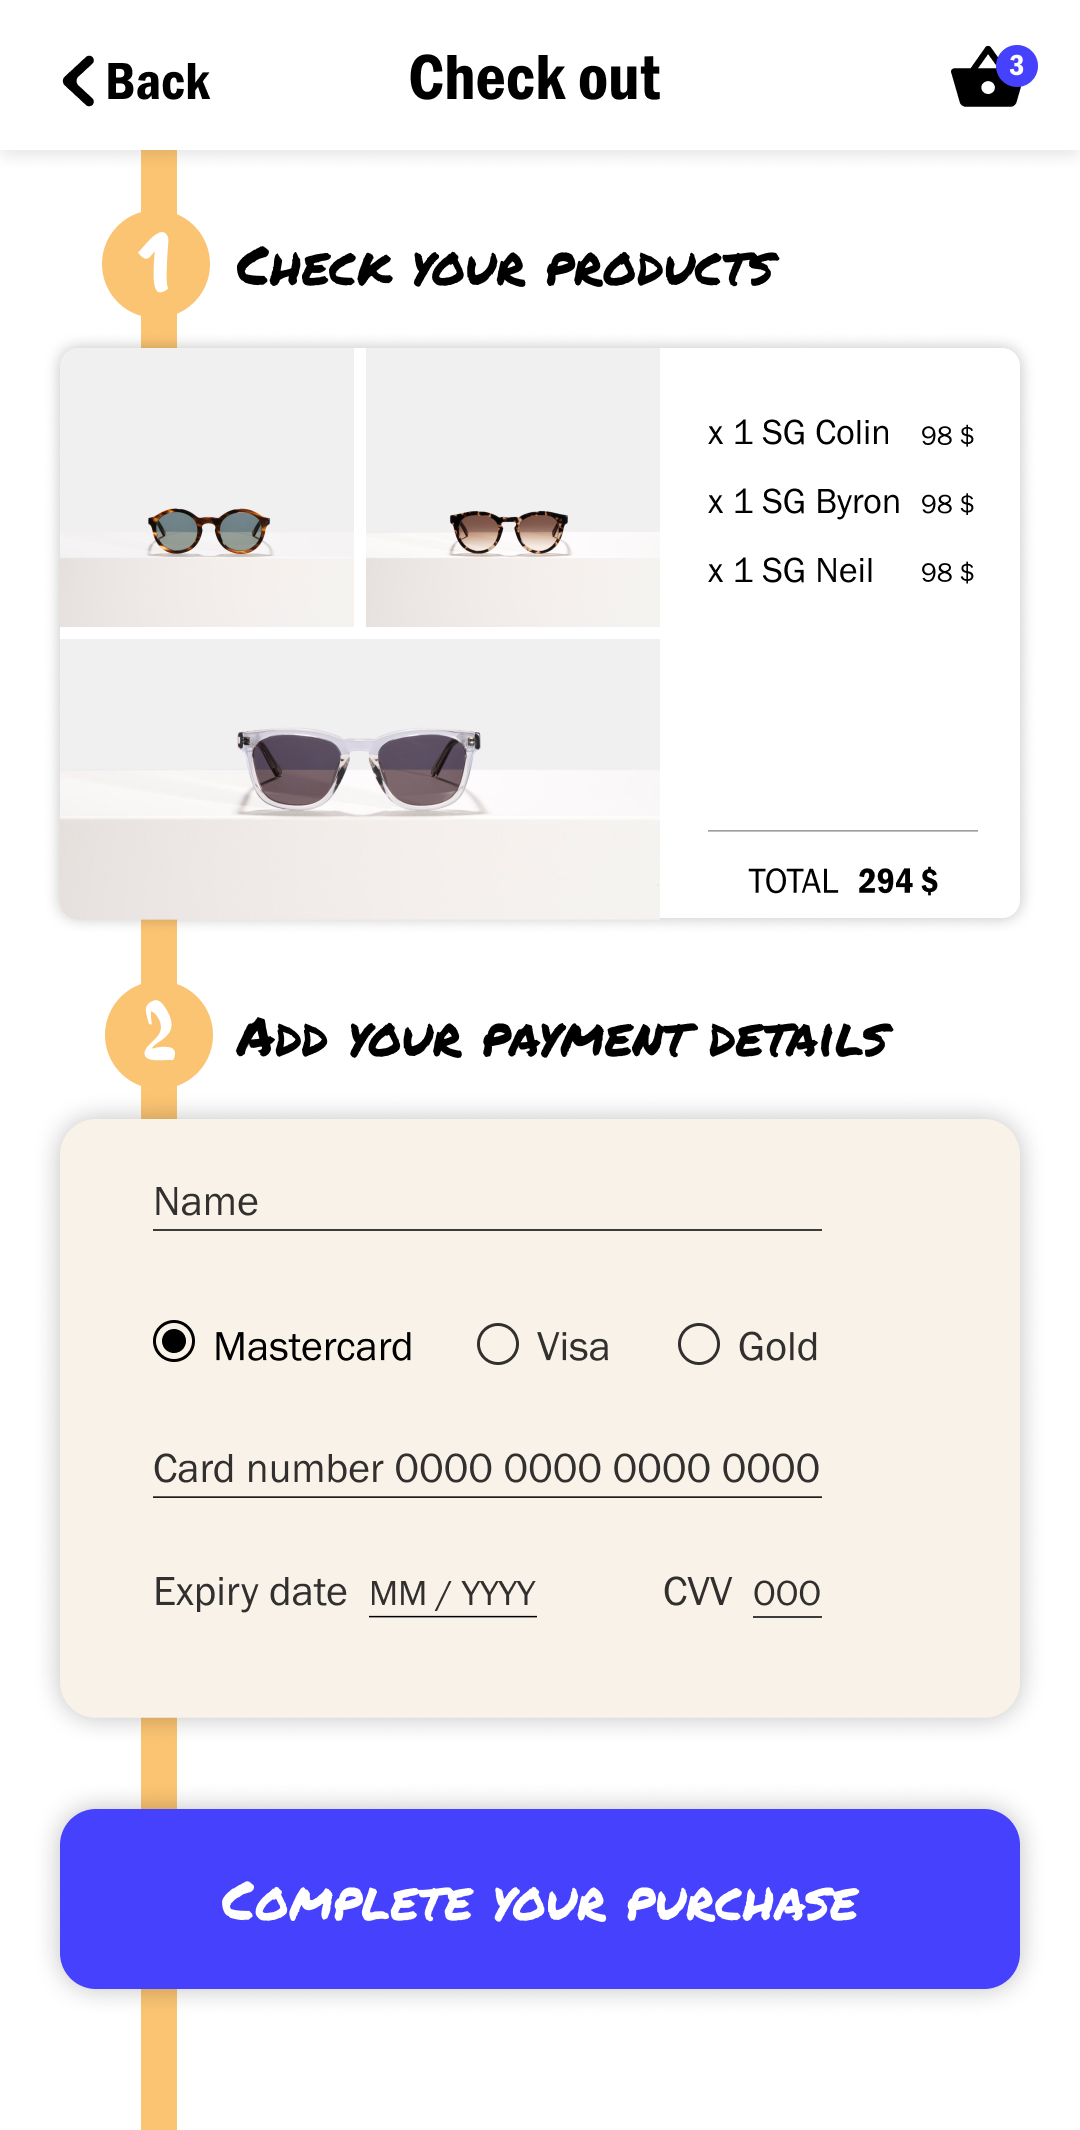 Back
Check out
3
1
Check your products
x 1 SG Colin 98 $
x 1 SG Byron 98 $
x 1 SG Neil 98 $
TOTAL 294 $
2
Add your payment details
Name
Mastercard Visa Gold
Card number 0000 0000 0000 0000
Expiry date MM / YYYY CVV 000
Complete your purchase